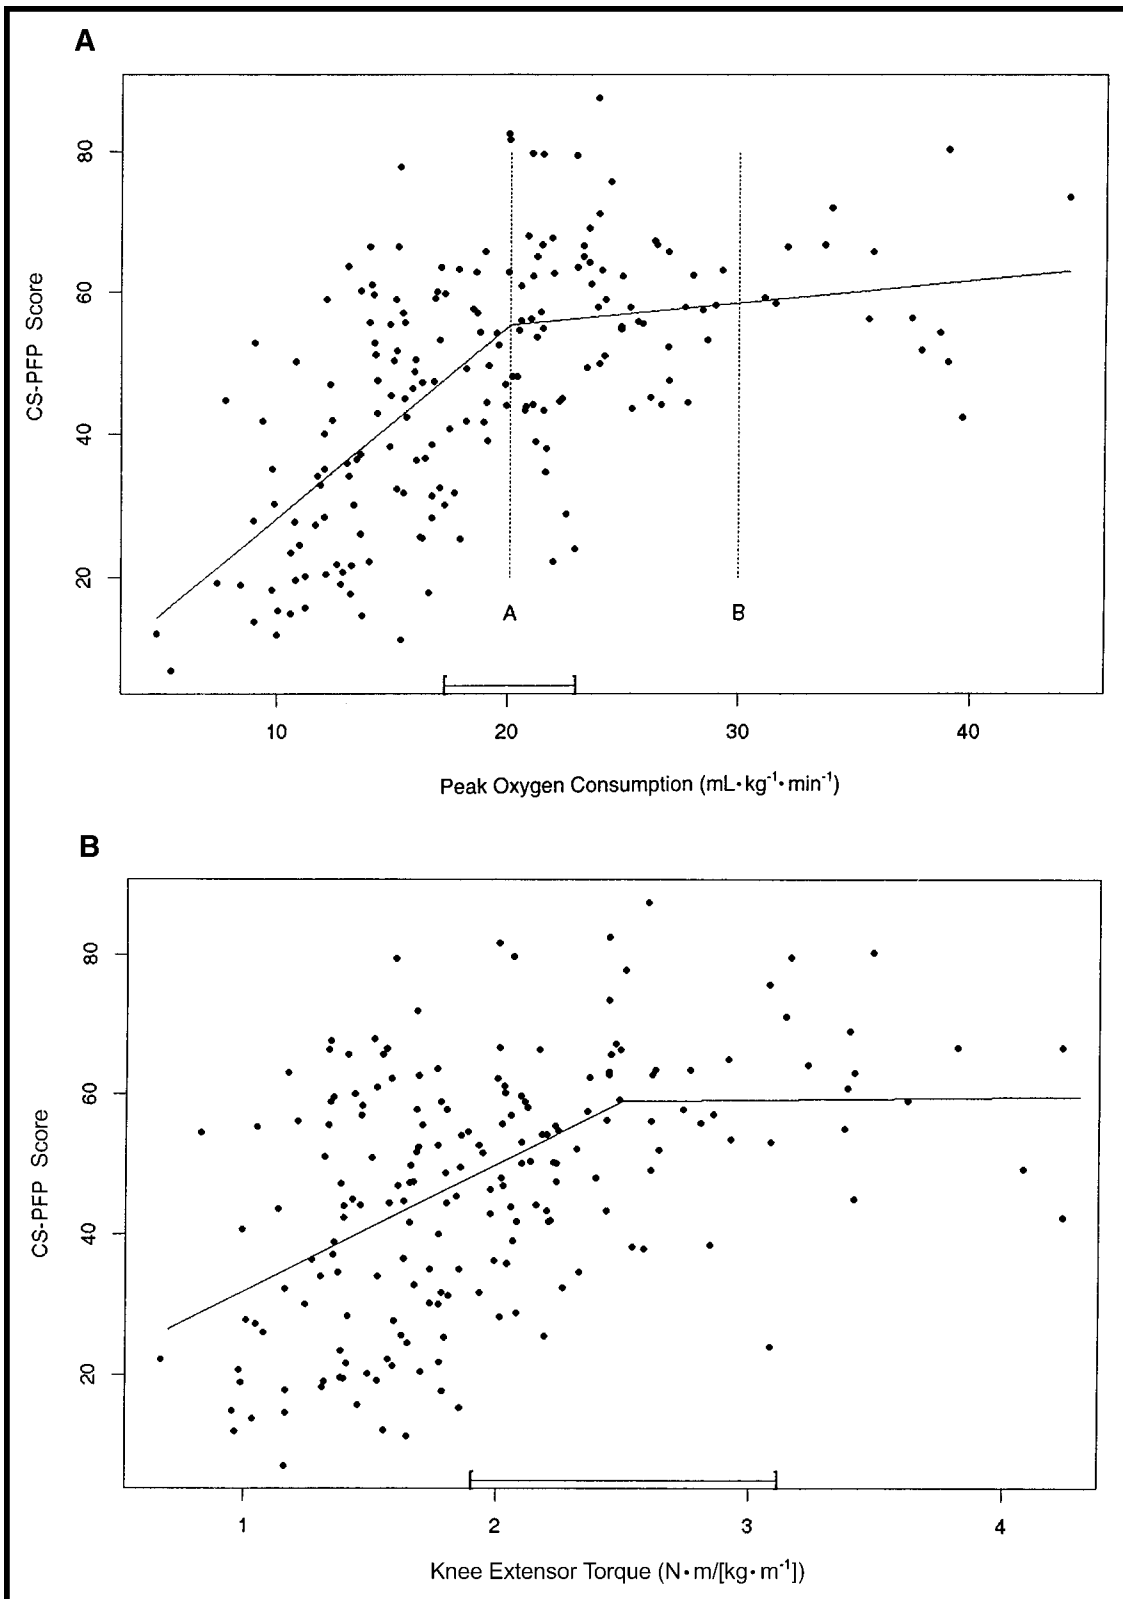 A
80
60
40
20
CS-PFP Score
A
B
10
20
30
40
Peak Oxygen Consumption (mL·kg⁻¹·min⁻¹)
B
80
60
40
20
CS-PFP Score
1
2
3
4
Knee Extensor Torque (N·m/[kg·m⁻¹])